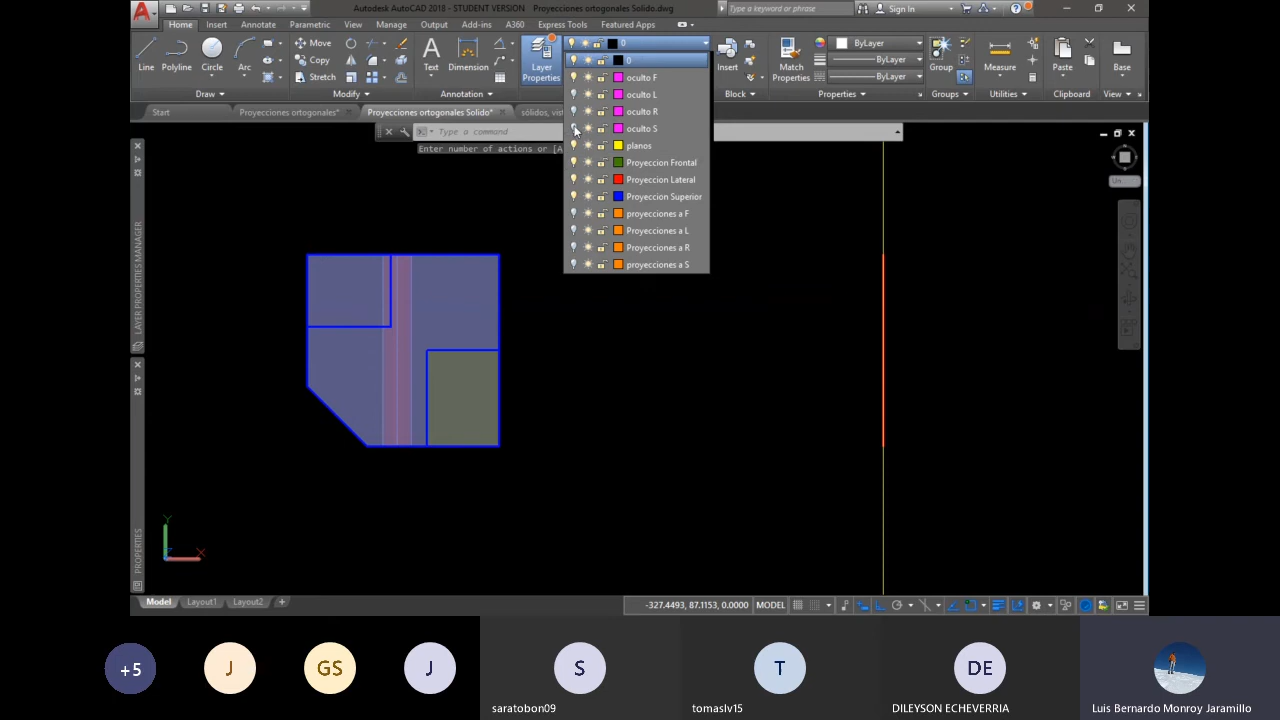 Autodesk AutoCAD 2018 - STUDENT VERSION    Proyecciones ortogonales Solido.dwg
Type a keyword or phrase
Sign In
Home Insert Annotate Parametric View Manage Output Add-ins A360 Express Tools Featured Apps
Line Polyline Circle Arc
Move
Copy
Stretch
Text Dimension
Layer Properties
0
Insert
Match Properties
ByLayer
ByLayer
ByLayer
Group Measure Paste Base
Draw Modify Annotation Block Properties Groups Utilities Clipboard View
Start Proyecciones ortogonales* Proyecciones ortogonales Solido*
Type a command
Enter number of actions or [A
0
oculto F
oculto L
oculto R
oculto S
planos
Proyeccion Frontal
Proyeccion Lateral
Proyeccion Superior
proyecciones a F
Proyecciones a L
Proyecciones a R
proyecciones a S
LAYER PROPERTIES MANAGER
PROPERTIES
Y
X
Model Layout1 Layout2 +
-327.4493, 87.1153, 0.0000 MODEL
+5 J GS J S T DE
saratobon09 tomaslv15 DILEYSON ECHEVERRIA Luis Bernardo Monroy Jaramillo